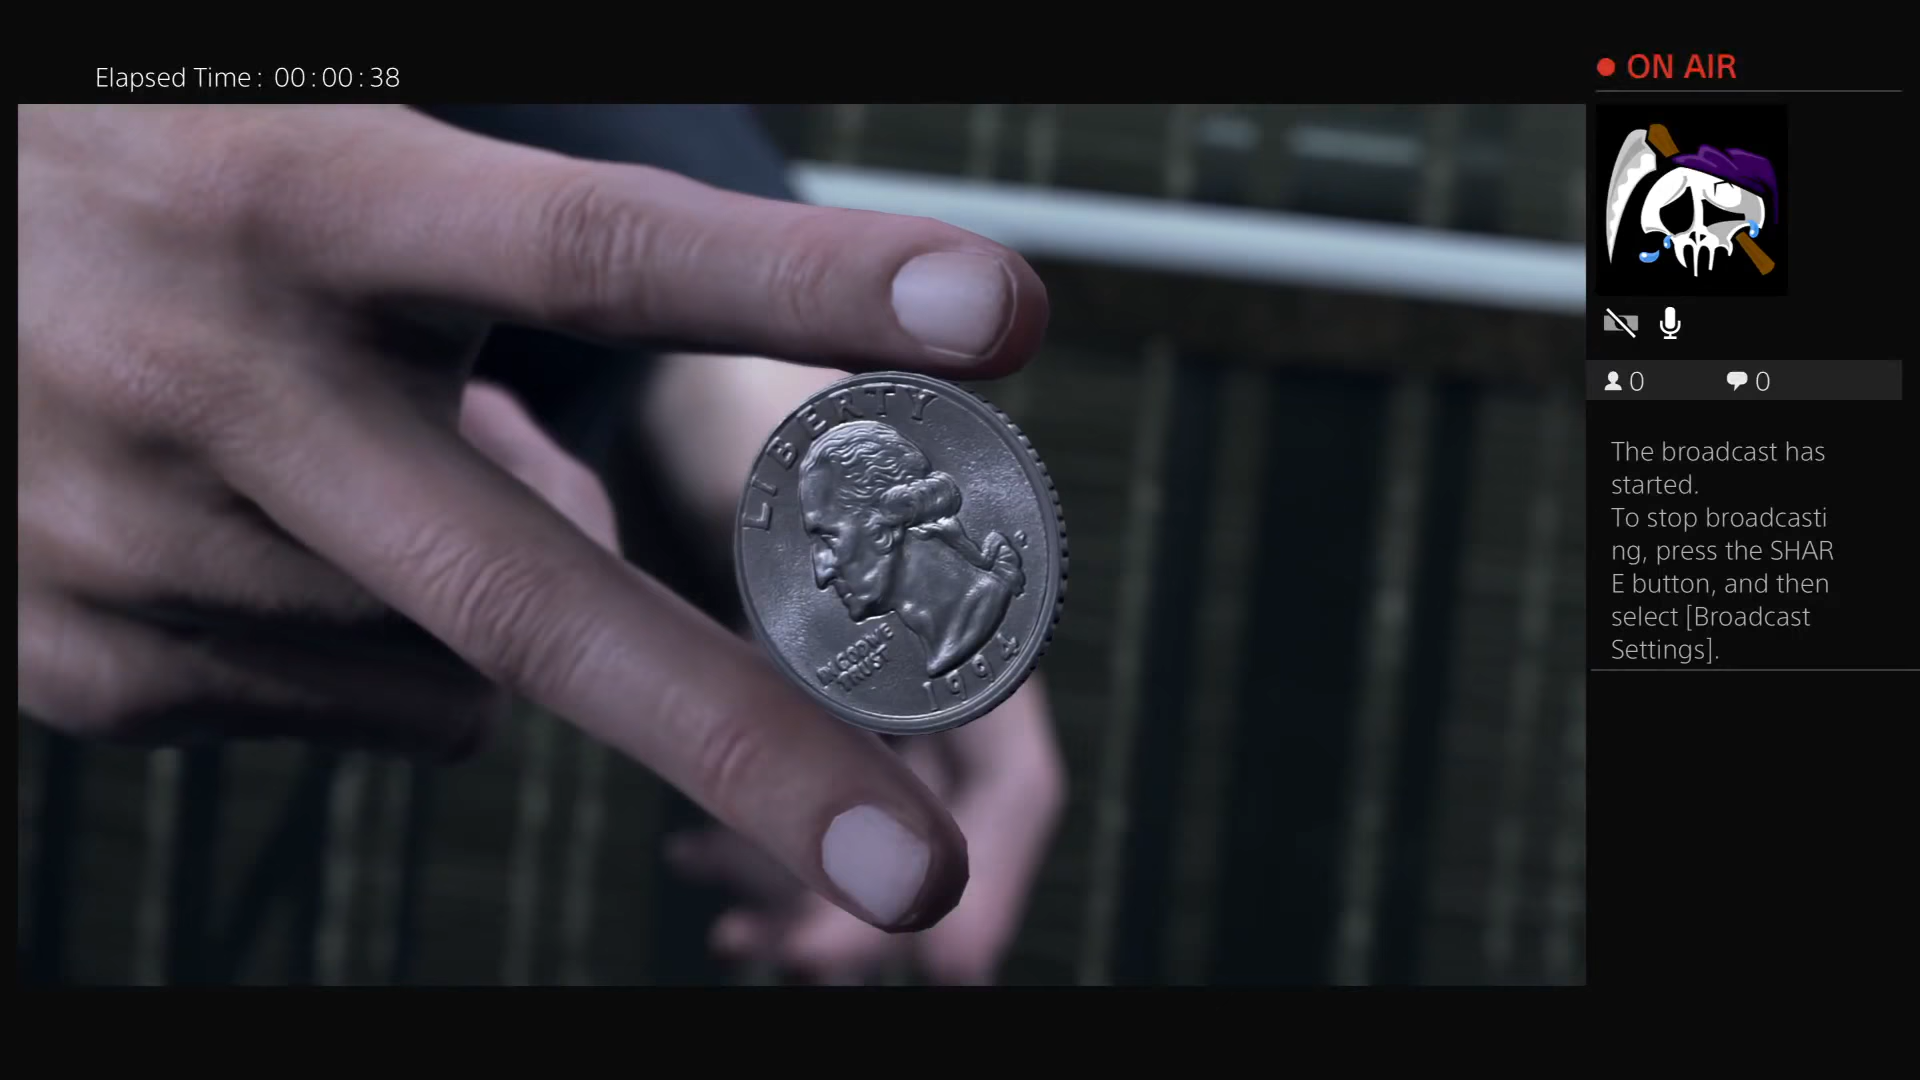 Elapsed Time: 00:00:38
ON AIR
0
0
The broadcast has
started.
To stop broadcasti
ng, press the SHAR
E button, and then
select [Broadcast
Settings].
LIBERTY
IN GOD WE
TRUST
1994
P